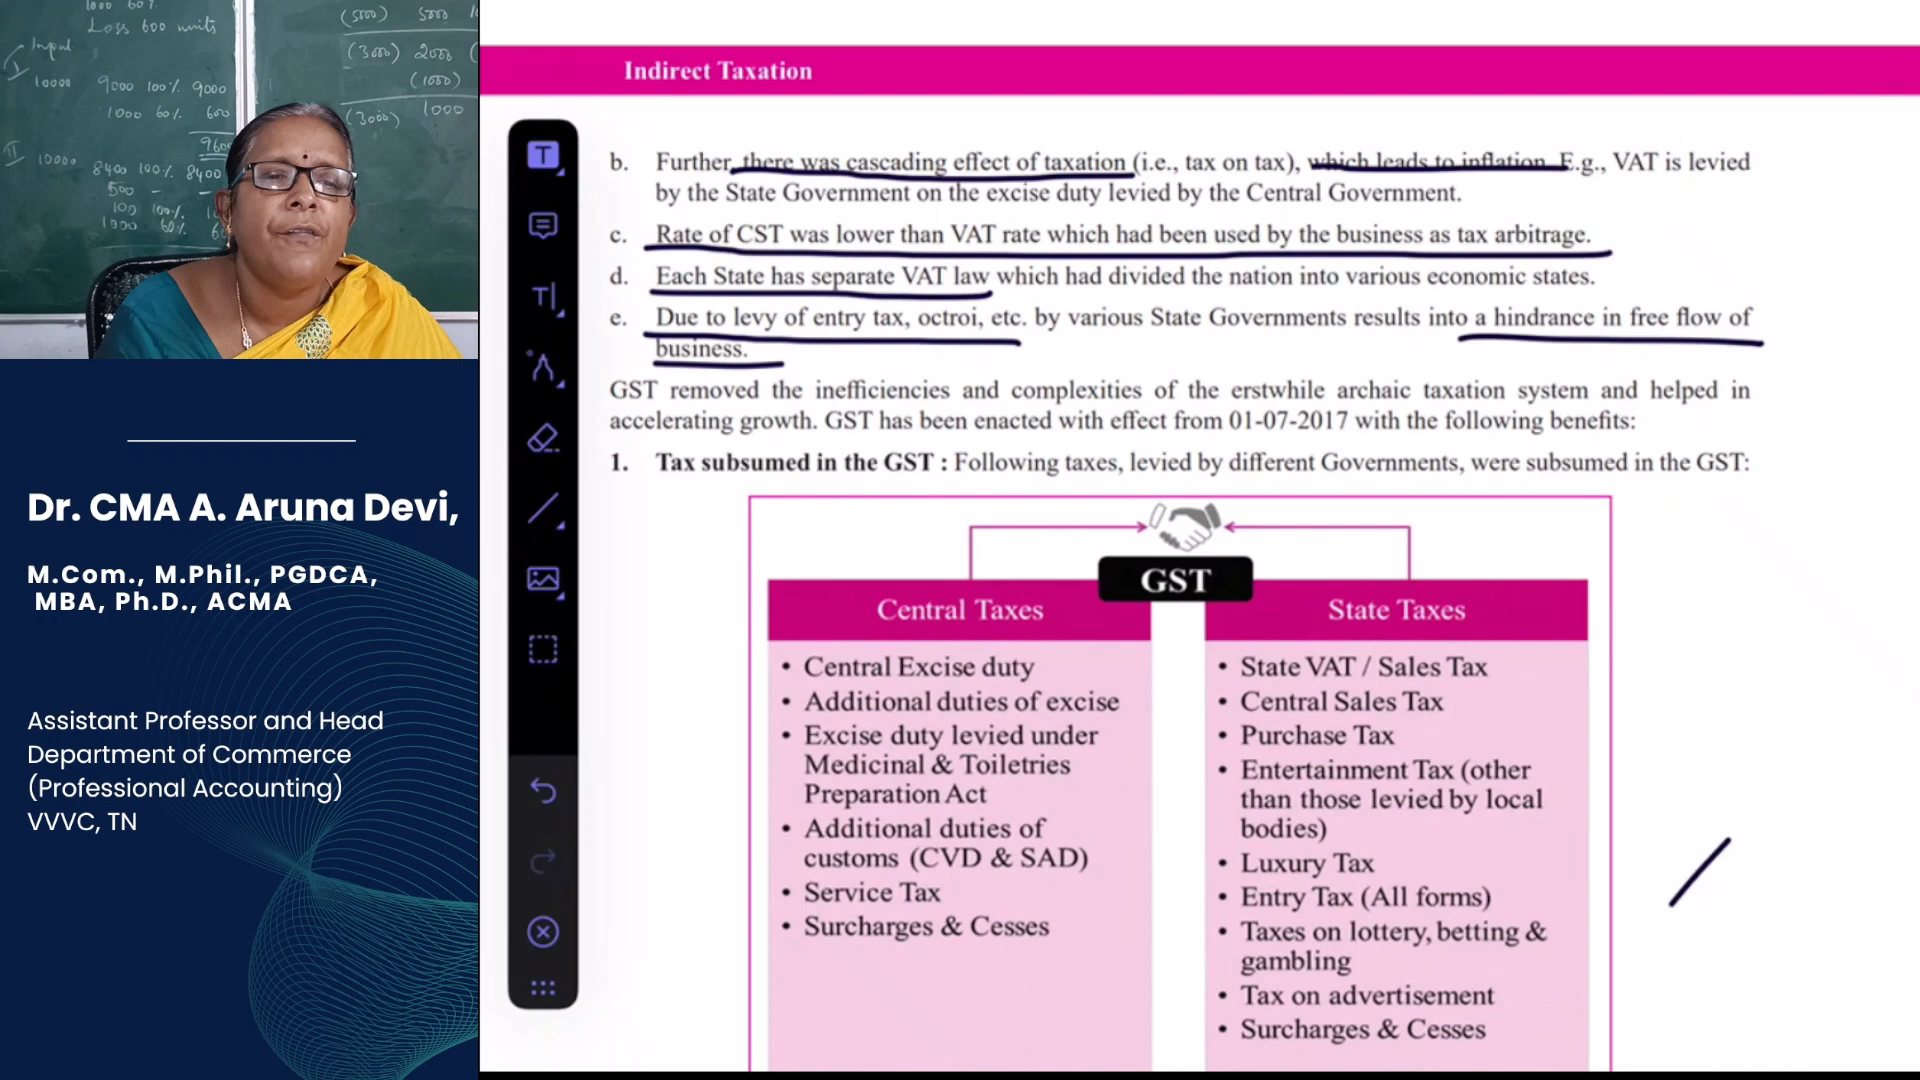 1000 60%
Loss 600 units
Input
I
10000 9000 100% 9000
1000 60% 600
9600
II 10000 8400 100% 8400
500 -
100 100%
1000 60%
(5000) 5000
(3000) 2000
(1000)
(3000) 1000
Dr. CMA A. Aruna Devi,
M.Com., M.Phil., PGDCA,
MBA, Ph.D., ACMA
Assistant Professor and Head
Department of Commerce
(Professional Accounting)
VVVC, TN
Indirect Taxation
b. Further, there was cascading effect of taxation (i.e., tax on tax), which leads to inflation. E.g., VAT is levied
by the State Government on the excise duty levied by the Central Government.
c. Rate of CST was lower than VAT rate which had been used by the business as tax arbitrage.
d. Each State has separate VAT law which had divided the nation into various economic states.
e. Due to levy of entry tax, octroi, etc. by various State Governments results into a hindrance in free flow of
business.
GST removed the inefficiencies and complexities of the erstwhile archaic taxation system and helped in
accelerating growth. GST has been enacted with effect from 01-07-2017 with the following benefits:
1. Tax subsumed in the GST : Following taxes, levied by different Governments, were subsumed in the GST:
GST
Central Taxes
• Central Excise duty
• Additional duties of excise
• Excise duty levied under
Medicinal & Toiletries
Preparation Act
• Additional duties of
customs (CVD & SAD)
• Service Tax
• Surcharges & Cesses
State Taxes
• State VAT / Sales Tax
• Central Sales Tax
• Purchase Tax
• Entertainment Tax (other
than those levied by local
bodies)
• Luxury Tax
• Entry Tax (All forms)
• Taxes on lottery, betting &
gambling
• Tax on advertisement
• Surcharges & Cesses